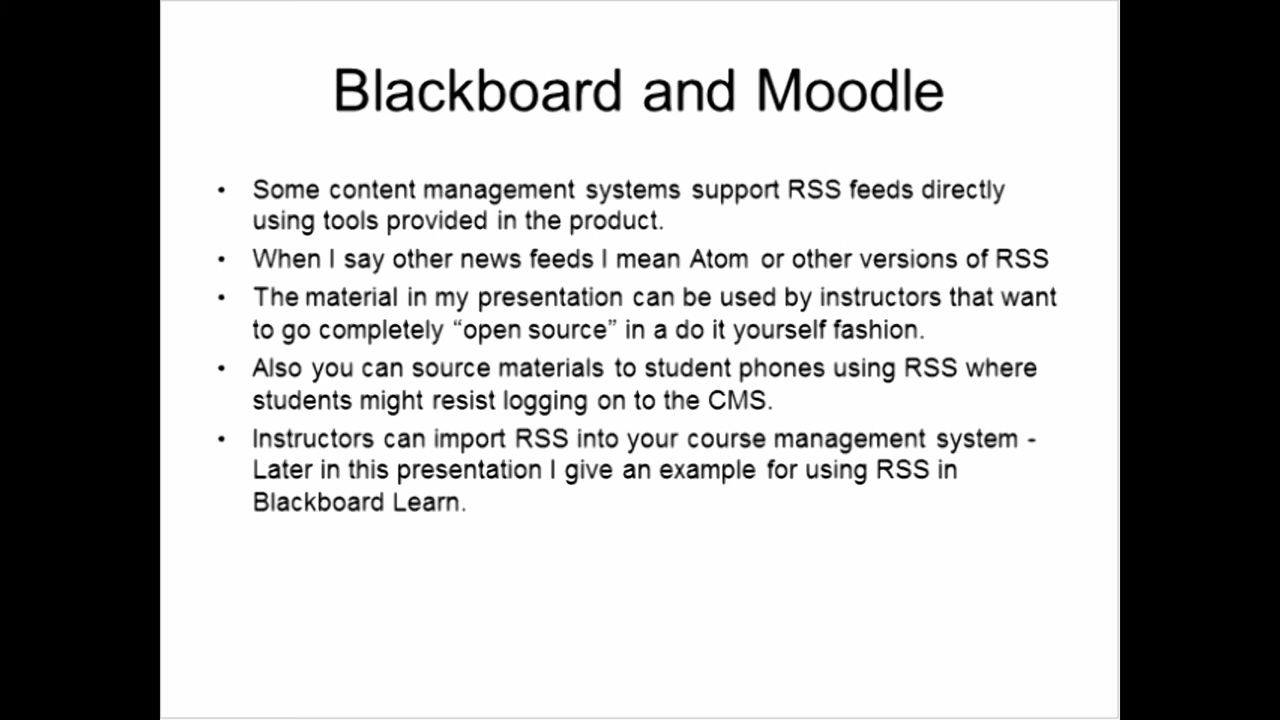 Blackboard and Moodle
• Some content management systems support RSS feeds directly
using tools provided in the product.
• When I say other news feeds I mean Atom or other versions of RSS
• The material in my presentation can be used by instructors that want
to go completely “open source” in a do it yourself fashion.
• Also you can source materials to student phones using RSS where
students might resist logging on to the CMS.
• Instructors can import RSS into your course management system -
Later in this presentation I give an example for using RSS in
Blackboard Learn.